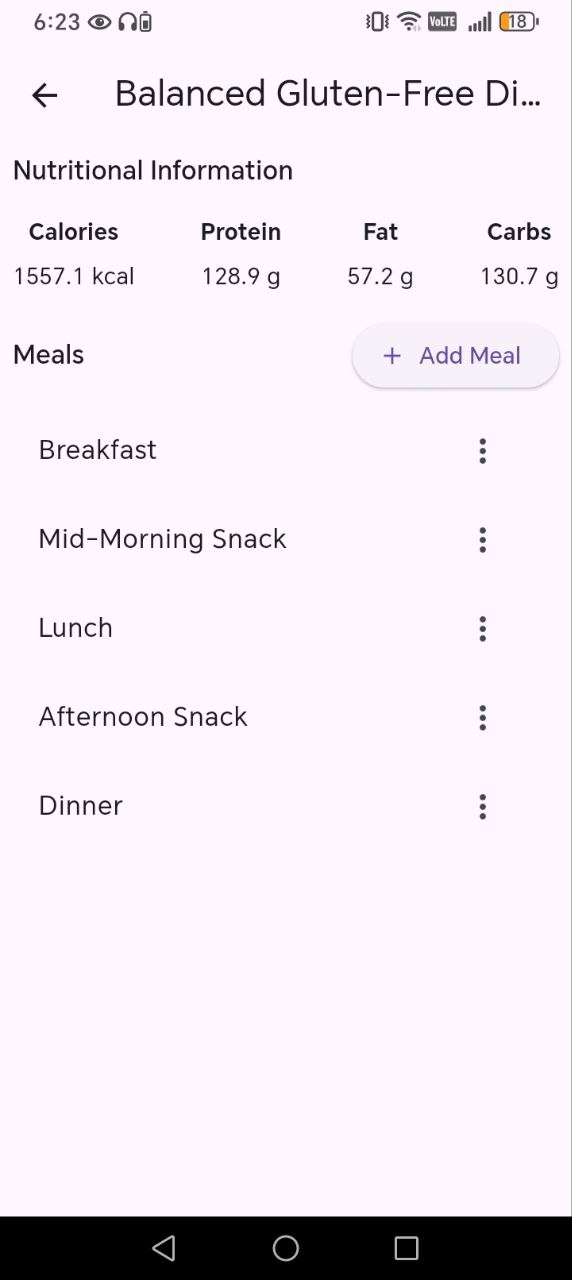 6:23 VoLTE 18
Balanced Gluten-Free Di...
Nutritional Information
Calories Protein Fat Carbs
1557.1 kcal 128.9 g 57.2 g 130.7 g
Meals + Add Meal
Breakfast
Mid-Morning Snack
Lunch
Afternoon Snack
Dinner